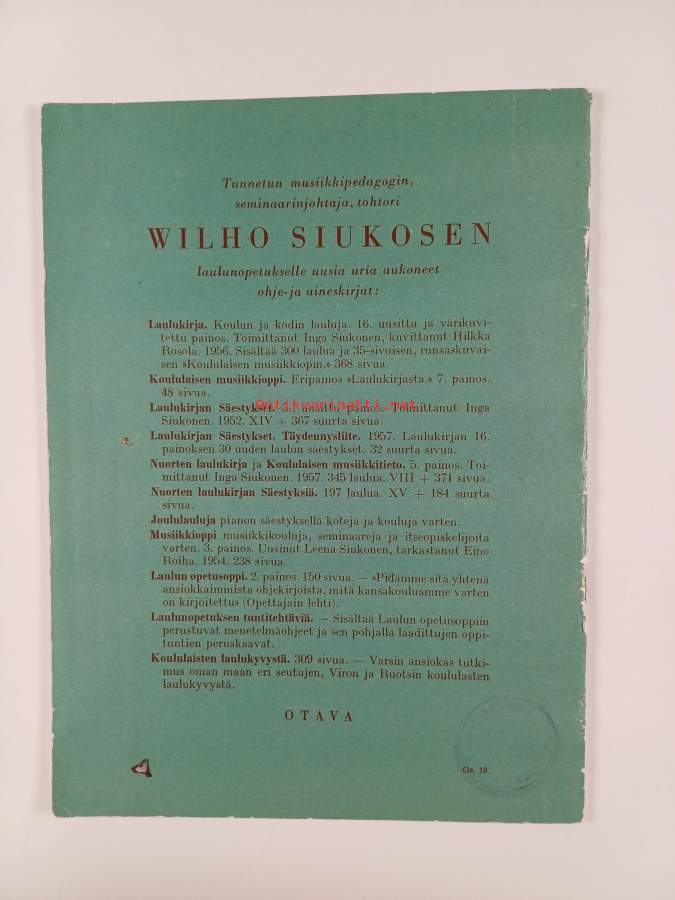 Tunnetun musiikkipedagogin,
seminaarinjohtaja, tohtori
WILHO SIUKOSEN
laulunopetukselle uusia uria aukoneet
ohje- ja aineskirjat:
Laulukirja. Koulun ja kodin lauluja. 16. uusittu ja värikuvi-
tettu painos. Toimittanut Inga Siukonen, kuvittanut Hilkka
Rosola. 1956. Sisältää 300 laulua ja 35-sivuisen, runsaskuvai-
sen »Koululaisen musiikkiopin.» 368 sivua.
Koululaisen musiikkioppi. Eripainos »Laulukirjasta.» 7. painos.
48 sivua.
Antikvariaatti.net
Laulukirjan Säestykset. 3. uusittu painos. Toimittanut Inga
Siukonen. 1952. XIV + 367 suurta sivua.
Laulukirjan Säestykset. Täydennysliite. 1957. Laulukirjan 16.
painoksen 30 uuden laulun säestykset. 32 suurta sivua.
Nuorten laulukirja ja Koululaisen musiikkitieto. 5. painos. Toi-
mittanut Inga Siukonen. 1957. 345 laulua. VIII + 371 sivua.
Nuorten laulukirjan Säestyksiä. 197 laulua. XV + 184 suurta
sivua.
Joululauluja pianon säestyksellä koteja ja kouluja varten.
Musiikkioppi musiikkikouluja, seminaareja ja itseopiskelijoita
varten. 3. painos. Uusinut Leena Siukonen, tarkastanut Eino
Roiha. 1954. 238 sivua.
Laulun opetusoppi. 2. painos. 150 sivua. — »Pidämme sitä yhtenä
ansiokkaimmista ohjekirjoista, mitä kansakouluamme varten
on kirjoitettu» (Opettajain lehti).
Laulunopetuksen tuntitehtäviä. — Sisältää Laulun opetusoppiin
perustuvat menetelmäohjeet ja sen pohjalla laadittujen oppi-
tuntien peruskaavat.
Koululaisten laulukyvystä. 309 sivua. — Varsin ansiokas tutki-
mus oman maan eri seutujen, Viron ja Ruotsin koululasten
laulukyvystä.
OTAVA
19.